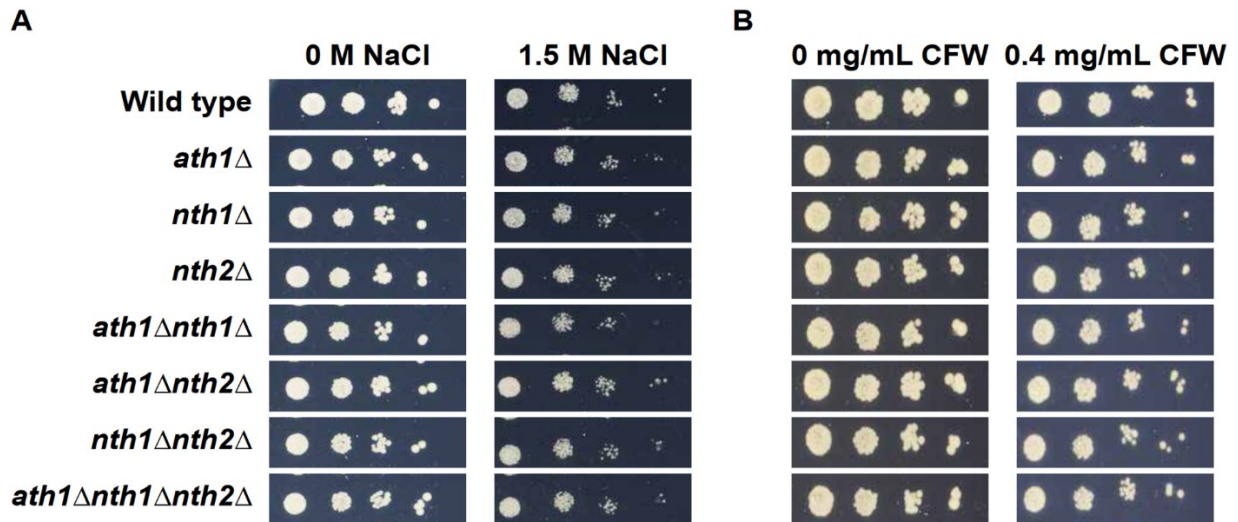 A
B
0 M NaCl
1.5 M NaCl
0 mg/mL CFW
0.4 mg/mL CFW
Wild type
ath1Δ
nth1Δ
nth2Δ
ath1Δnth1Δ
ath1Δnth2Δ
nth1Δnth2Δ
ath1Δnth1Δnth2Δ